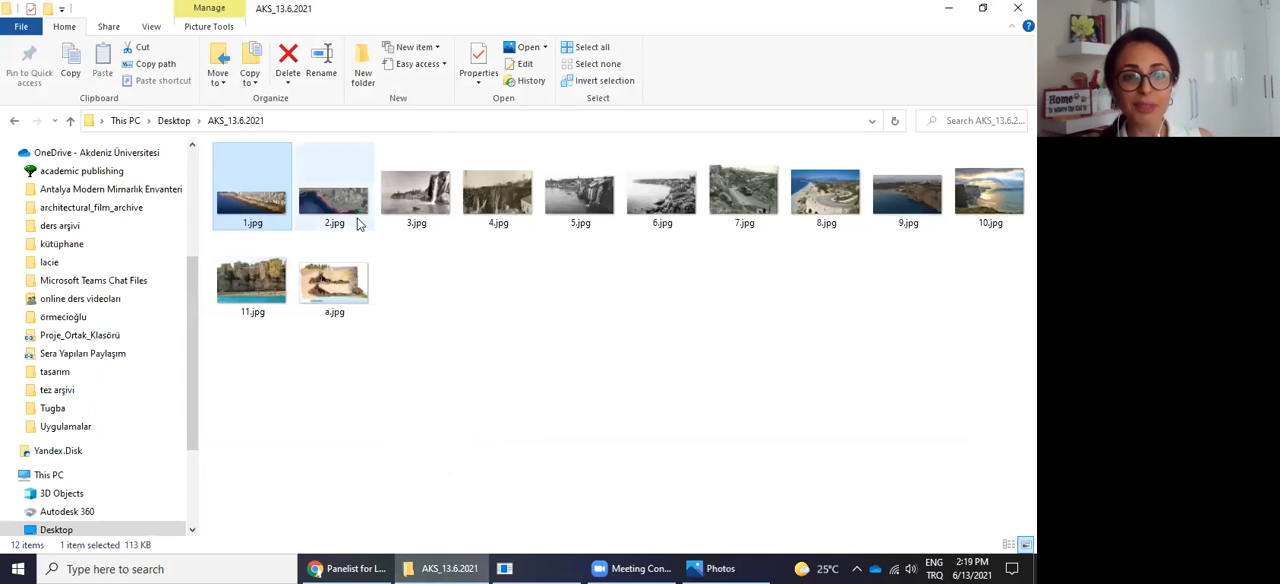 Manage
AKS_13.6.2021
File
Home
Share
View
Picture Tools
Pin to Quick access
Copy
Paste
Cut
Copy path
Paste shortcut
Clipboard
Move to
Copy to
Delete
Rename
Organize
New folder
New item
Easy access
New
Properties
Open
Edit
History
Open
Select all
Select none
Invert selection
Select
This PC > Desktop > AKS_13.6.2021
Search AKS_13.6.2...
OneDrive - Akdeniz Üniversitesi
academic publishing
Antalya Modern Mimarlık Envanteri
architectural_film_archive
ders arşivi
kütüphane
lacie
Microsoft Teams Chat Files
online ders videoları
örmecioğlu
Proje_Ortak_Klasörü
Sera Yapıları Paylaşım
tasarım
tez arşivi
Tugba
Uygulamalar
Yandex.Disk
This PC
3D Objects
Autodesk 360
Desktop
1.jpg
2.jpg
3.jpg
4.jpg
5.jpg
6.jpg
7.jpg
8.jpg
9.jpg
10.jpg
11.jpg
a.jpg
Home
12 items
1 item selected 113 KB
Type here to search
Panelist for L...
AKS_13.6.2021
Meeting Con...
Photos
25°C
ENG
TRQ
2:19 PM
6/13/2021